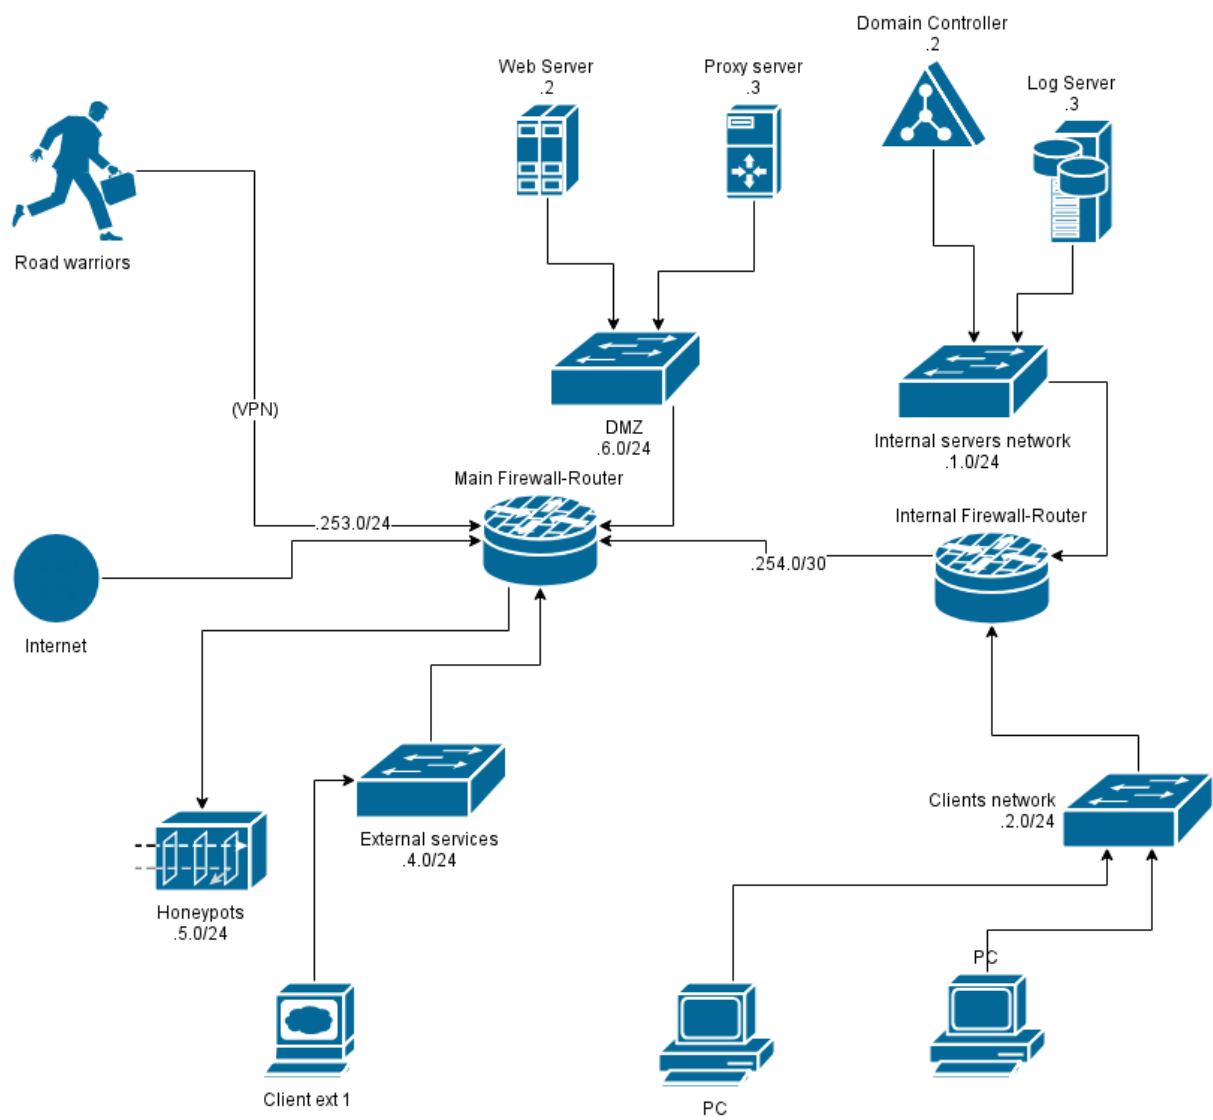 Domain Controller
.2
Web Server
.2
Proxy server
.3
Log Server
.3
Road warriors
(VPN)
DMZ
.6.0/24
Internal servers network
.1.0/24
Main Firewall-Router
.253.0/24
Internal Firewall-Router
.254.0/30
Internet
Clients network
.2.0/24
External services
.4.0/24
Honeypots
.5.0/24
PC
Client ext 1
PC